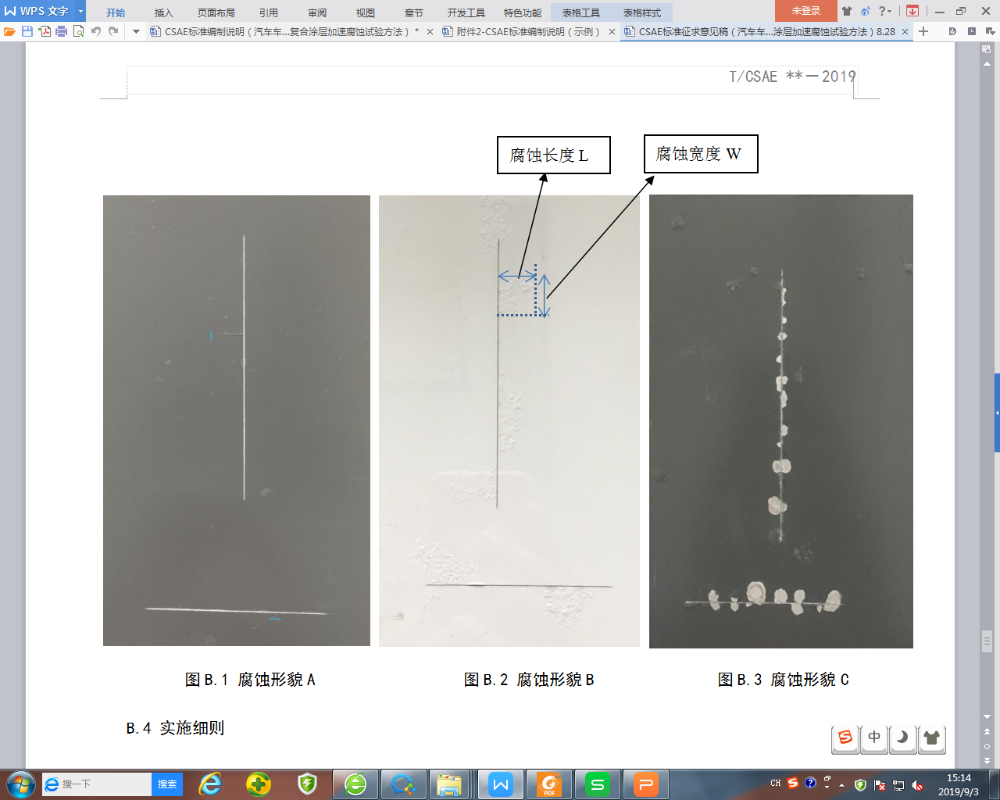 WPS 文字
开始 插入 页面布局 引用 审阅 视图 章节 开发工具 特色功能 表格工具 表格样式 未登录
CSAE标准编制说明（汽车车...复合涂层加速腐蚀试验方法） * 附件2-CSAE标准编制说明（示例） CSAE标准征求意见稿（汽车车...涂层加速腐蚀试验方法）8.28
T/CSAE **－2019
腐蚀长度 L
腐蚀宽度 W
图 B.1 腐蚀形貌 A
图 B.2 腐蚀形貌 B
图 B.3 腐蚀形貌 C
B.4 实施细则
中
搜一下 搜索
PDF
CH
15:14
2019/9/3